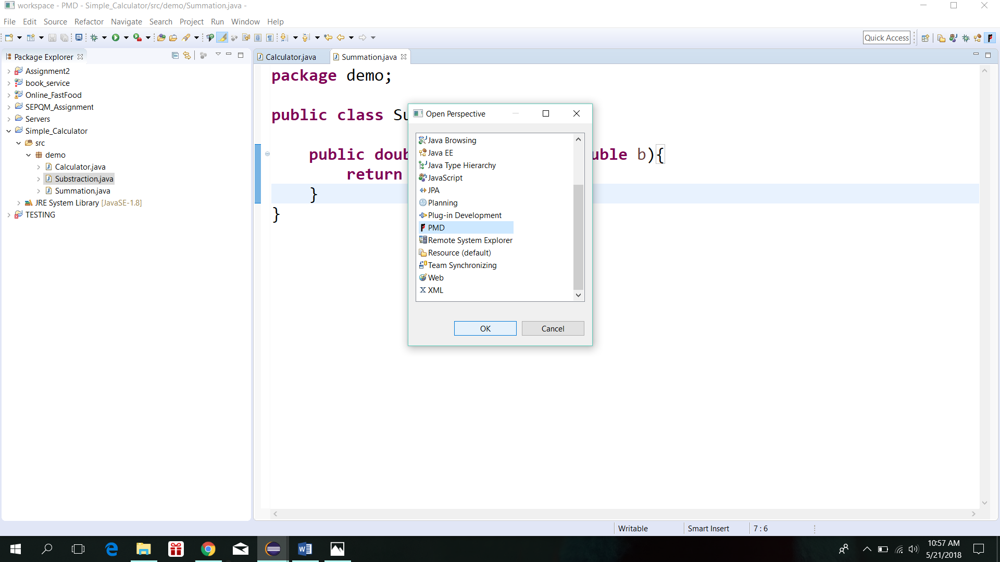 workspace - PMD - Simple_Calculator/src/demo/Summation.java -
File Edit Source Refactor Navigate Search Project Run Window Help
Quick Access
Package Explorer
Assignment2
book_service
Online_FastFood
SEPQM_Assignment
Servers
Simple_Calculator
src
demo
Calculator.java
Substraction.java
Summation.java
JRE System Library [JavaSE-1.8]
TESTING
Calculator.java Summation.java
package demo;
public class
public b){
return
}
}
Open Perspective
Java Browsing
Java EE
Java Type Hierarchy
JavaScript
JPA
Planning
Plug-in Development
PMD
Remote System Explorer
Resource (default)
Team Synchronizing
Web
XML
OK Cancel
Writable Smart Insert 7 : 6
10:57 AM
5/21/2018